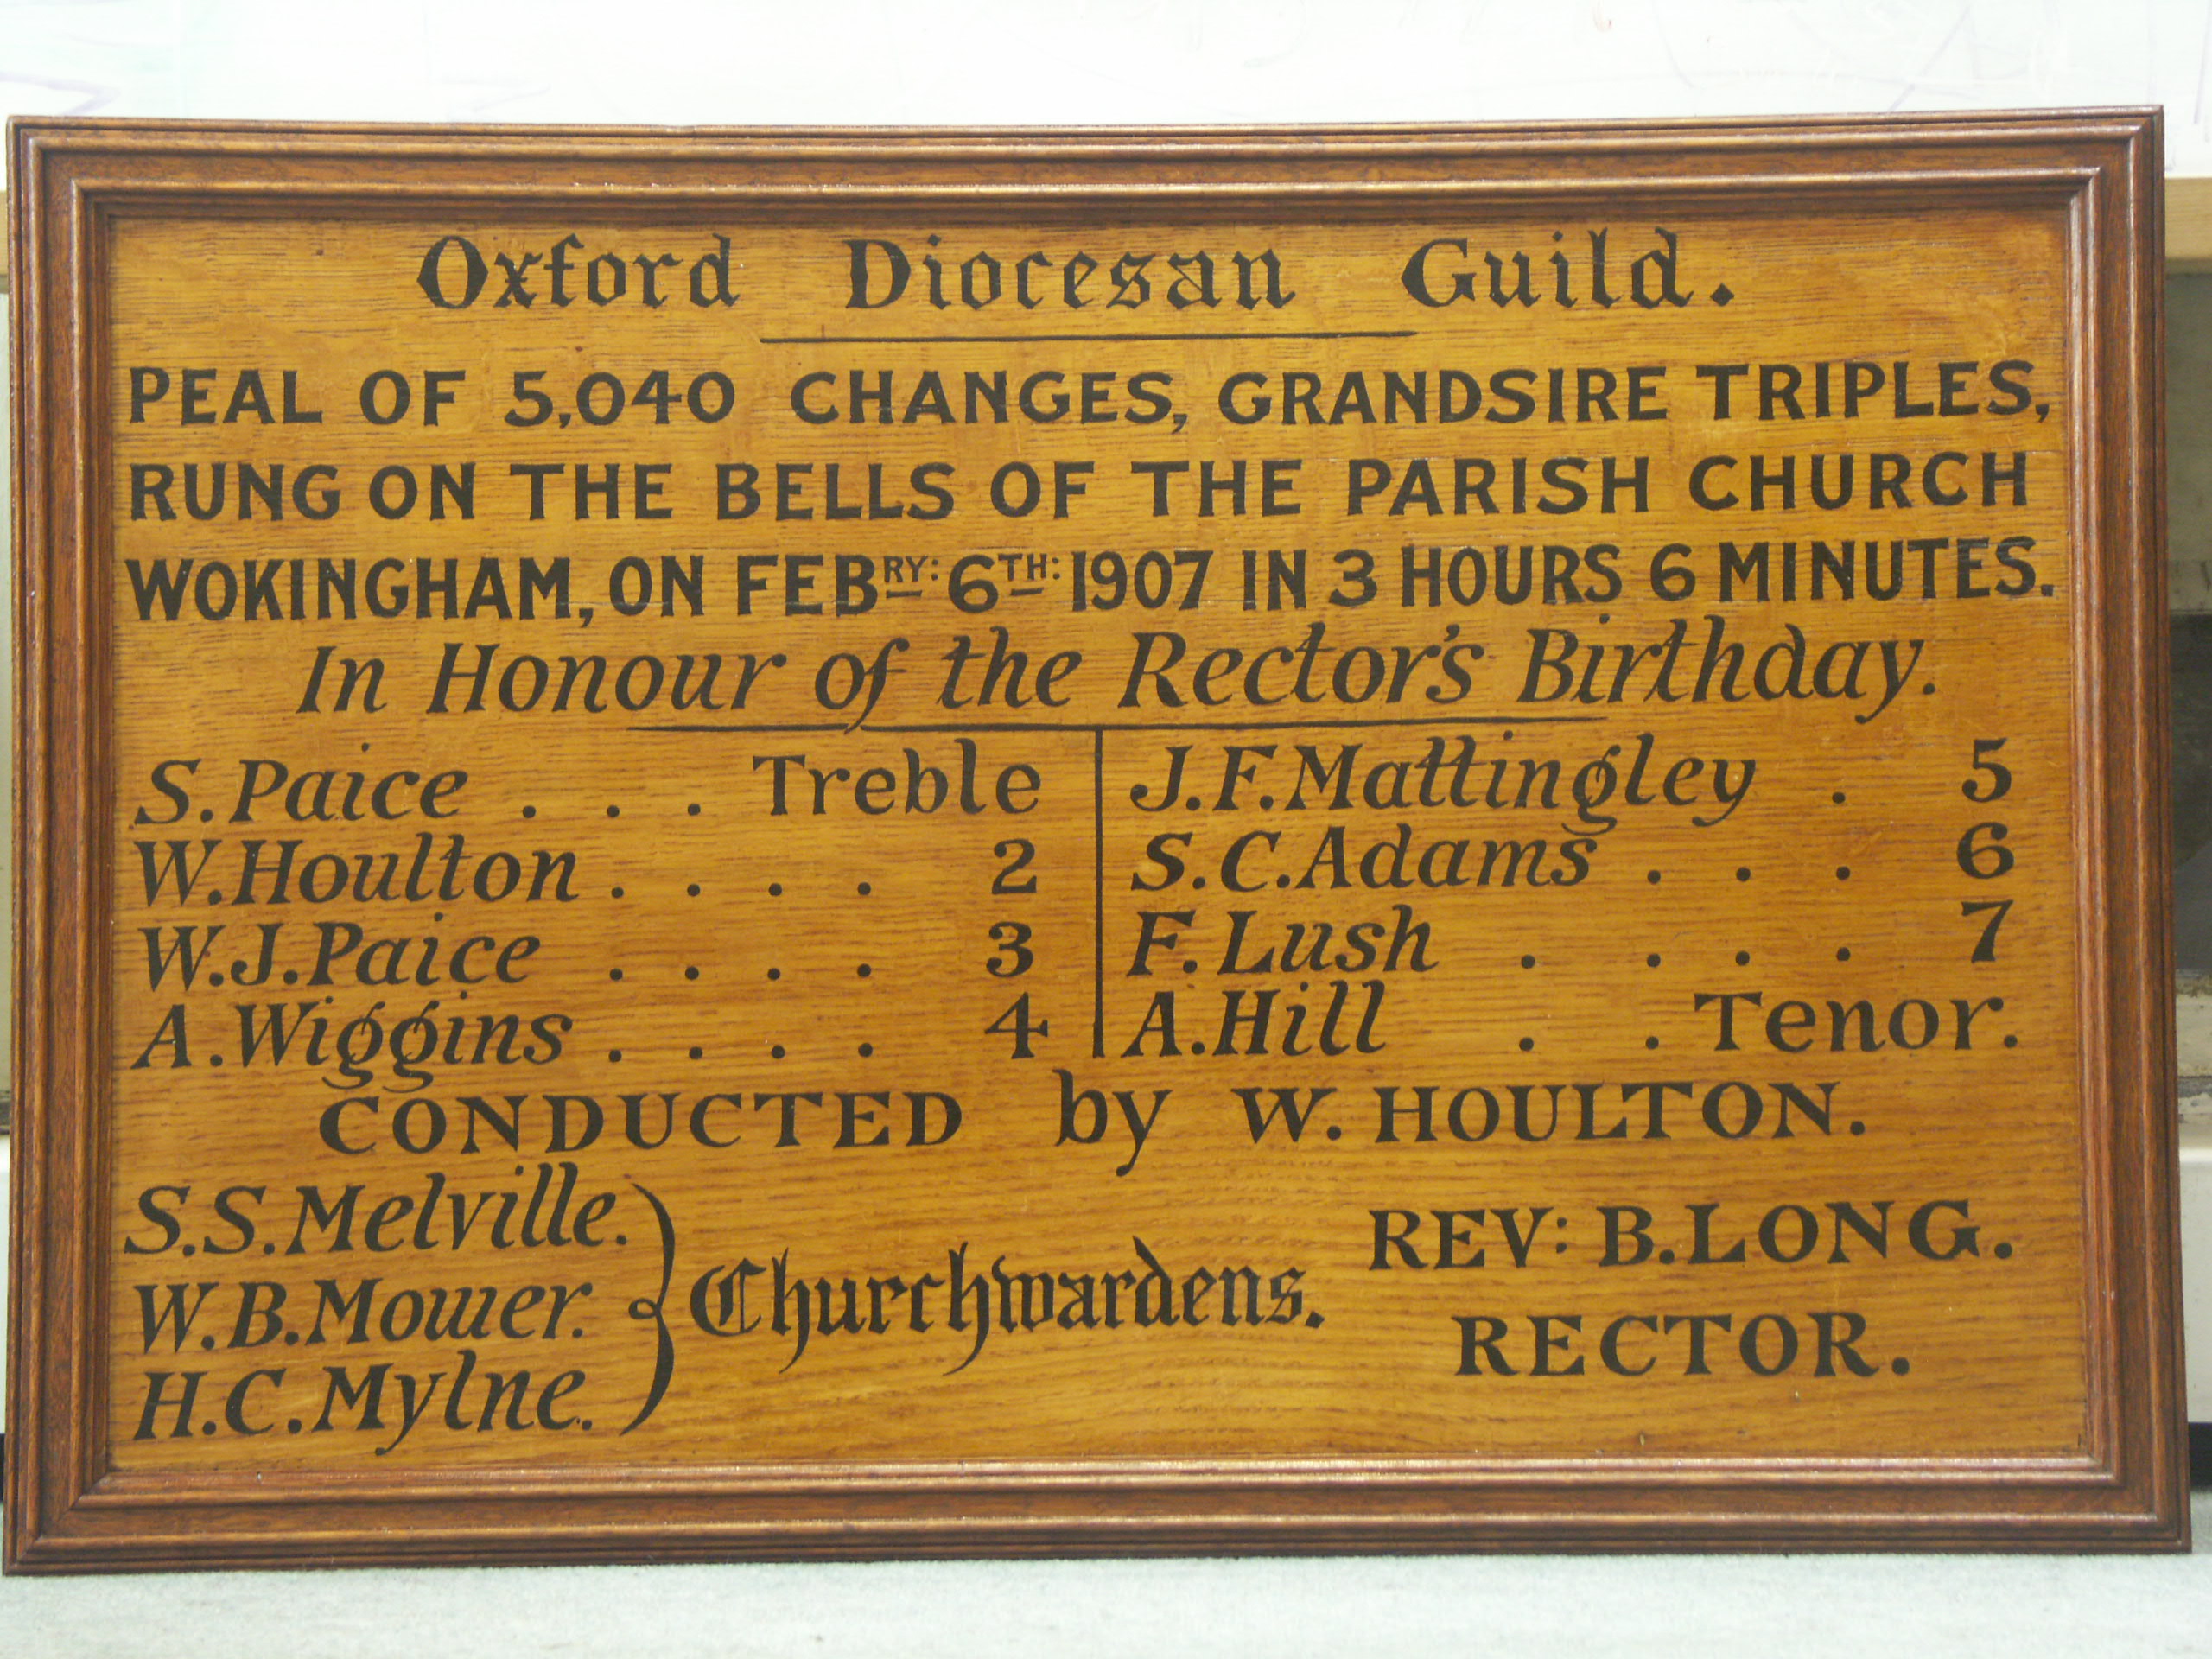 Oxford Diocesan Guild.
PEAL OF 5,040 CHANGES, GRANDSIRE TRIPLES,
RUNG ON THE BELLS OF THE PARISH CHURCH
WOKINGHAM, ON FEBRY: 6TH: 1907 IN 3 HOURS 6 MINUTES.
In Honour of the Rector's Birthday.
S. Paice . . . Treble
W. Houlton . . . . 2
W. J. Paice . . . . 3
A. Wiggins . . . . 4
J. F. Mattingley . 5
S. C. Adams . . . 6
F. Lush . . . . 7
A. Hill . . Tenor.
CONDUCTED by W. HOULTON.
S. S. Melville.
W. B. Mower.
H. C. Mylne.
Churchwardens.
REV: B. LONG.
RECTOR.